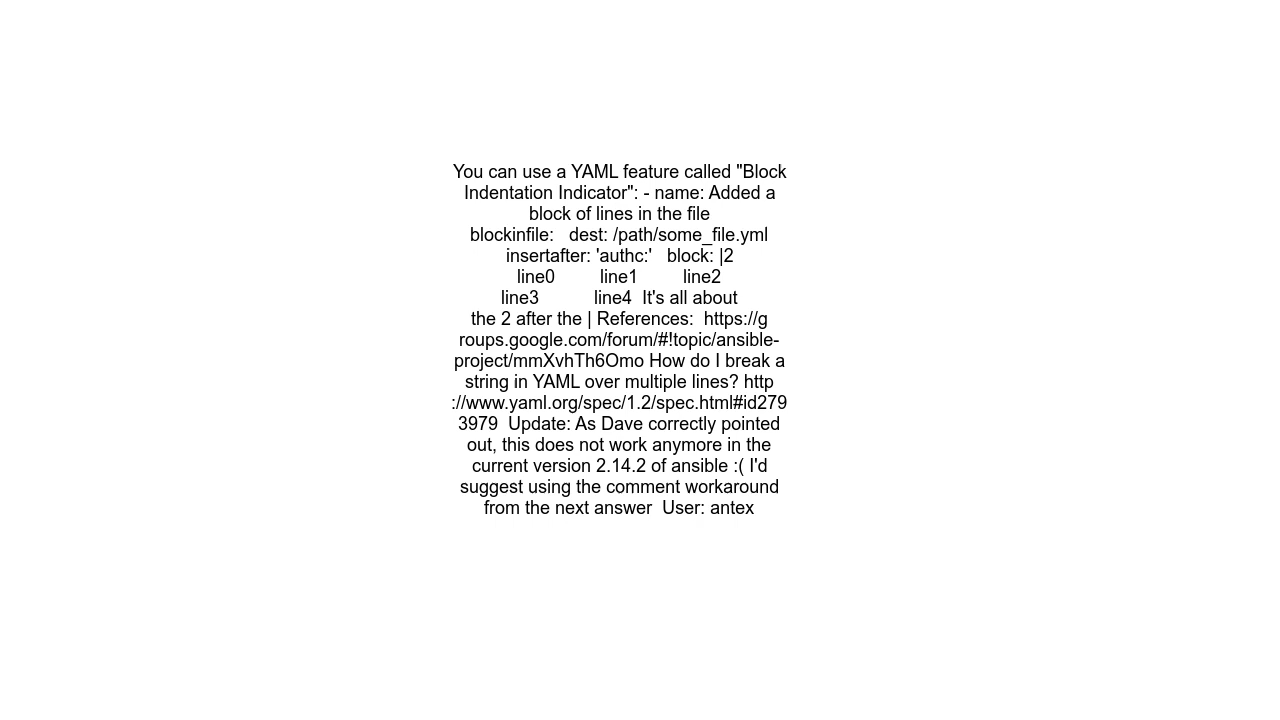 You can use a YAML feature called "Block
Indentation Indicator": - name: Added a
block of lines in the file
blockinfile:   dest: /path/some_file.yml
insertafter: 'authc:'   block: |2
line0         line1         line2
line3           line4  It's all about
the 2 after the | References:  https://g
roups.google.com/forum/#!topic/ansible-
project/mmXvhTh6Omo How do I break a
string in YAML over multiple lines? http
://www.yaml.org/spec/1.2/spec.html#id279
3979  Update: As Dave correctly pointed
out, this does not work anymore in the
current version 2.14.2 of ansible :( I'd
suggest using the comment workaround
from the next answer  User: antex